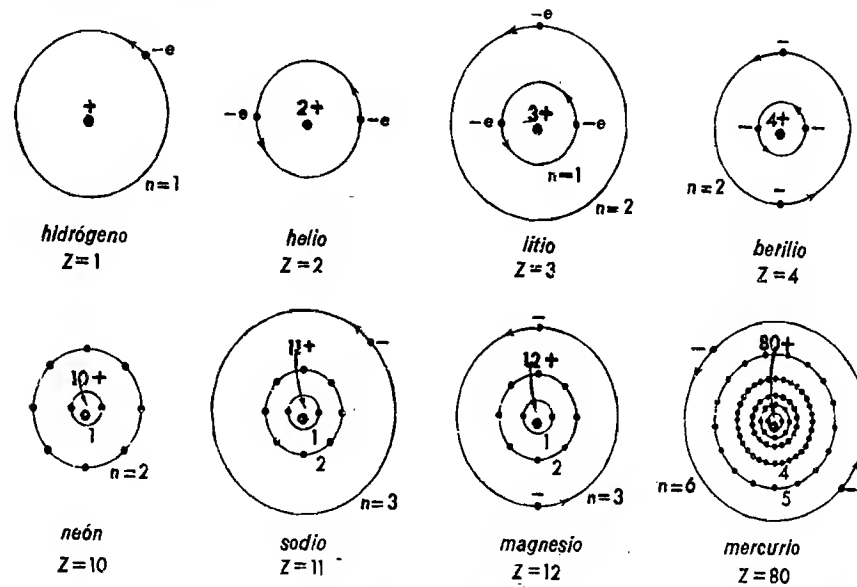 -e
+
n=1
hidrógeno
Z=1
2+
-e
-e
helio
Z=2
-e
3+
-e
-e
n=1
n=2
litio
Z=3
-
4+
-
-
n=2
-
berilio
Z=4
10+
1
n=2
neón
Z=10
11+
-
1
2
n=3
sodio
Z=11
-
12+
1
2
-
n=3
magnesio
Z=12
80+
-
4
5
n=6
-
mercurio
Z=80